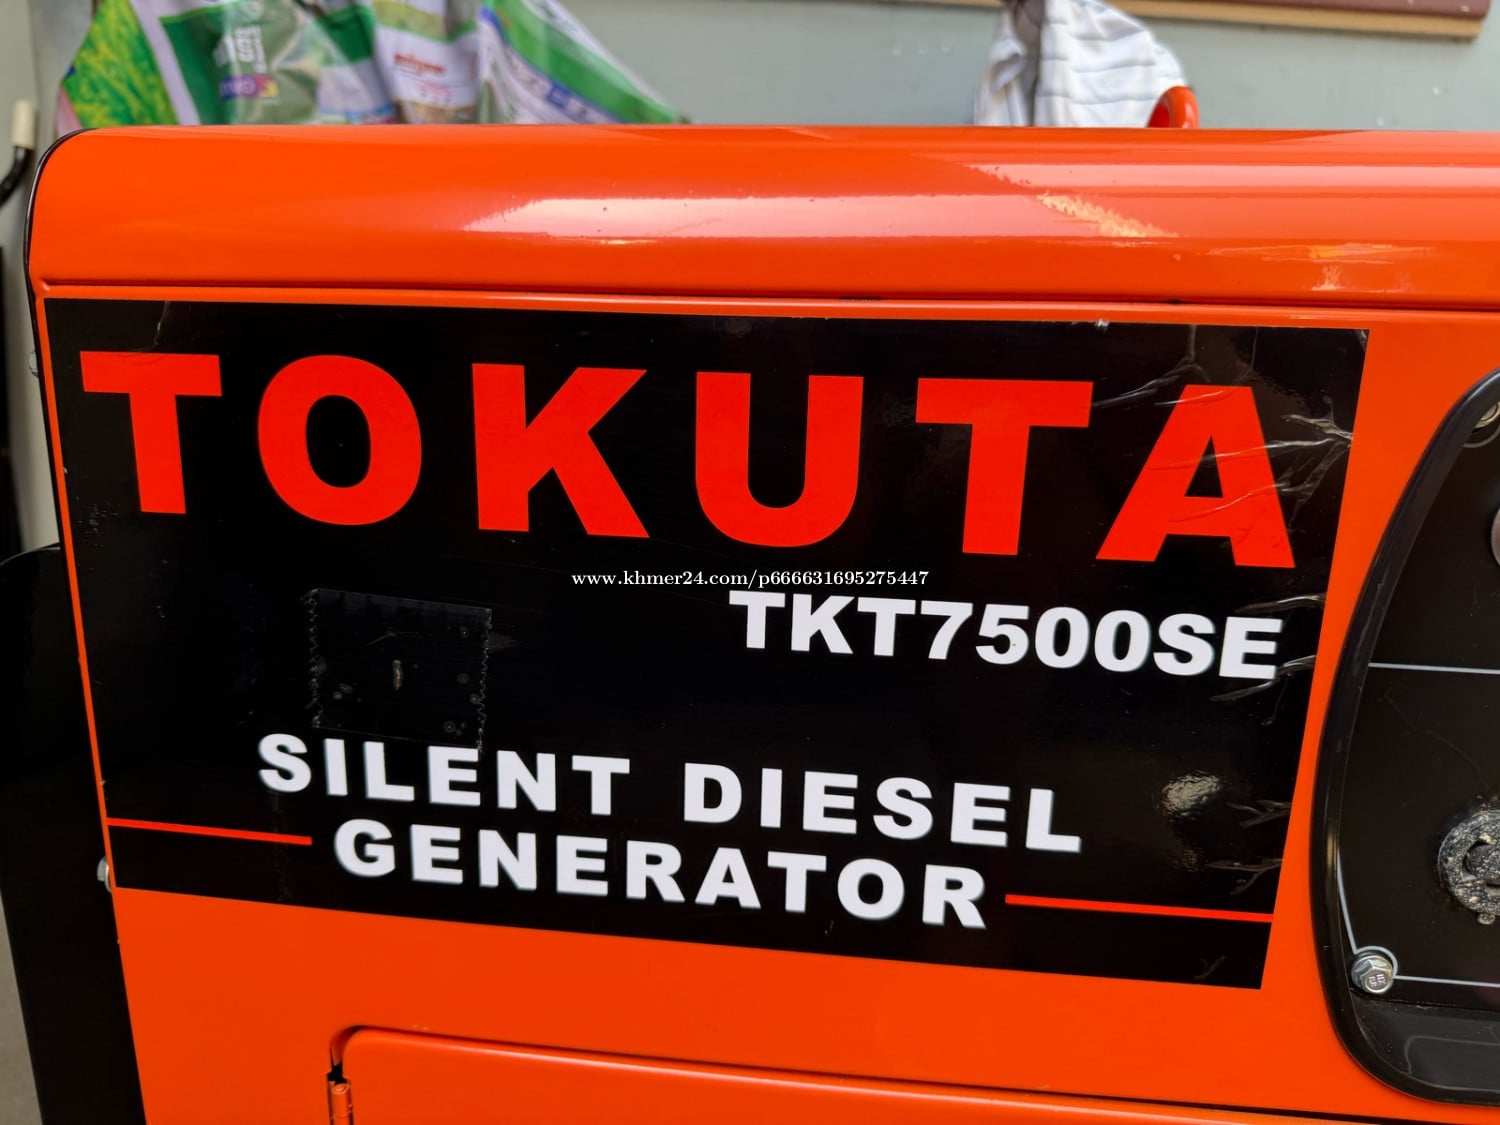 TOKUTA
www.khmer24.com/p666631695275447
TKT7500SE
SILENT DIESEL
GENERATOR